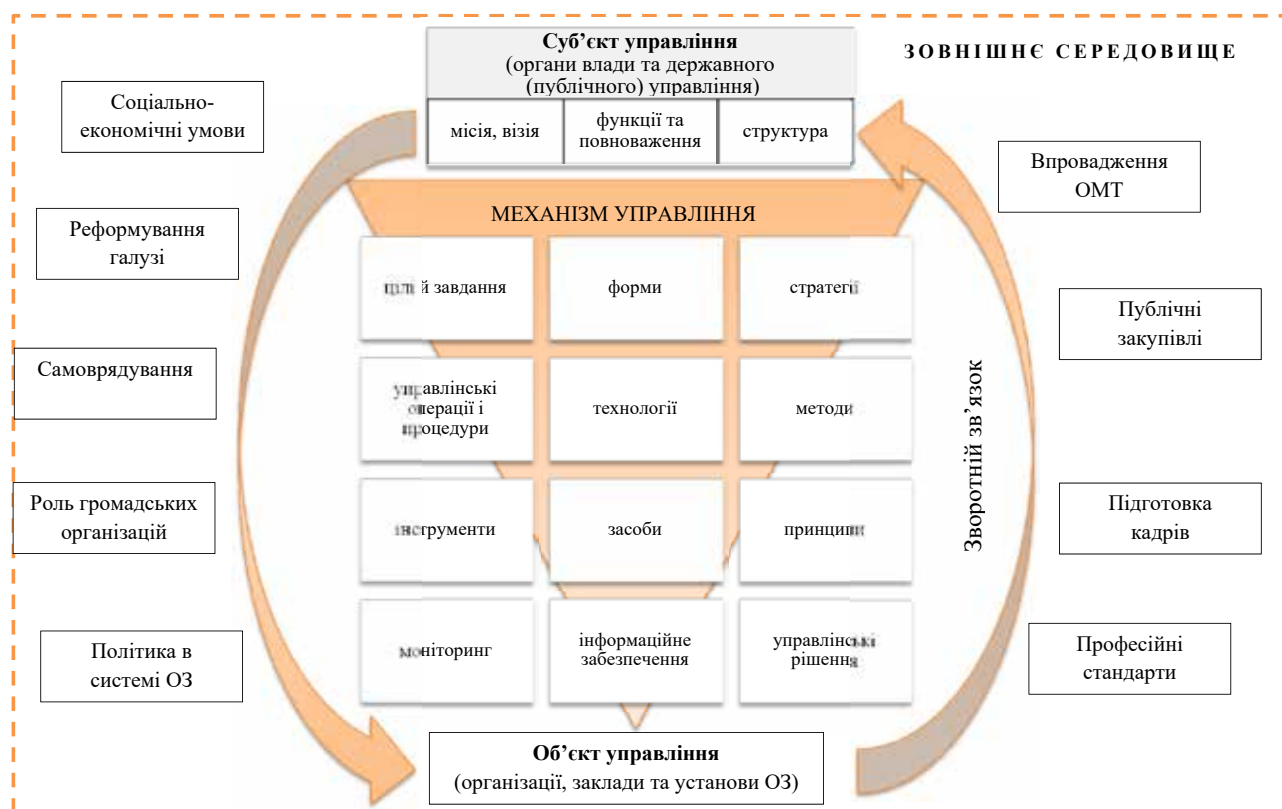 Суб’єкт управління
(органи влади та державного
(публічного) управління)
місія, візія
функції та
повноваження
структура
ЗОВНІШНЄ СЕРЕДОВИЩЕ
Соціально-
економічні умови
Реформування
галузі
Самоврядування
Роль громадських
організацій
Політика в
системі ОЗ
МЕХАНІЗМ УПРАВЛІННЯ
цілі й завдання
форми
стратегії
управлінські
операції і
процедури
технології
методи
інструменти
засоби
принципи
моніторинг
інформаційне
забезпечення
управлінські
рішення
Зворотній зв’язок
Впровадження
ОМТ
Публічні
закупівлі
Підготовка
кадрів
Професійні
стандарти
Об’єкт управління
(організації, заклади та установи ОЗ)